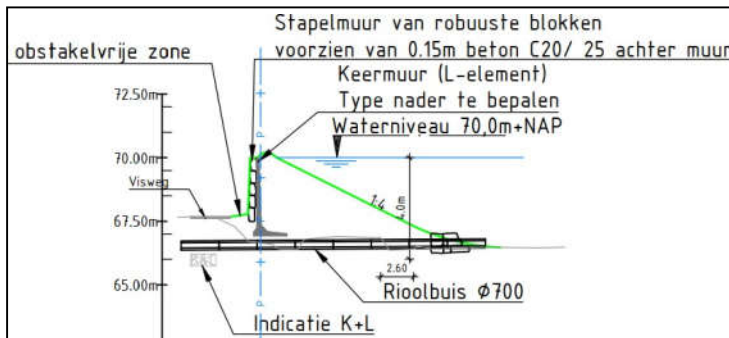 Stapelmuur van robuuste blokken
voorzien van 0.15m beton C20/ 25 achter muur
obstakelvrije zone
Keermuur (L-element)
Type nader te bepalen
72.50m
Waterniveau 70,0m+NAP
70.00m
Visweg
1:4
4.0m
67.50m
2.60
K&L
65.00m
Rioolbuis Ø700
Indicatie K+L
P
P